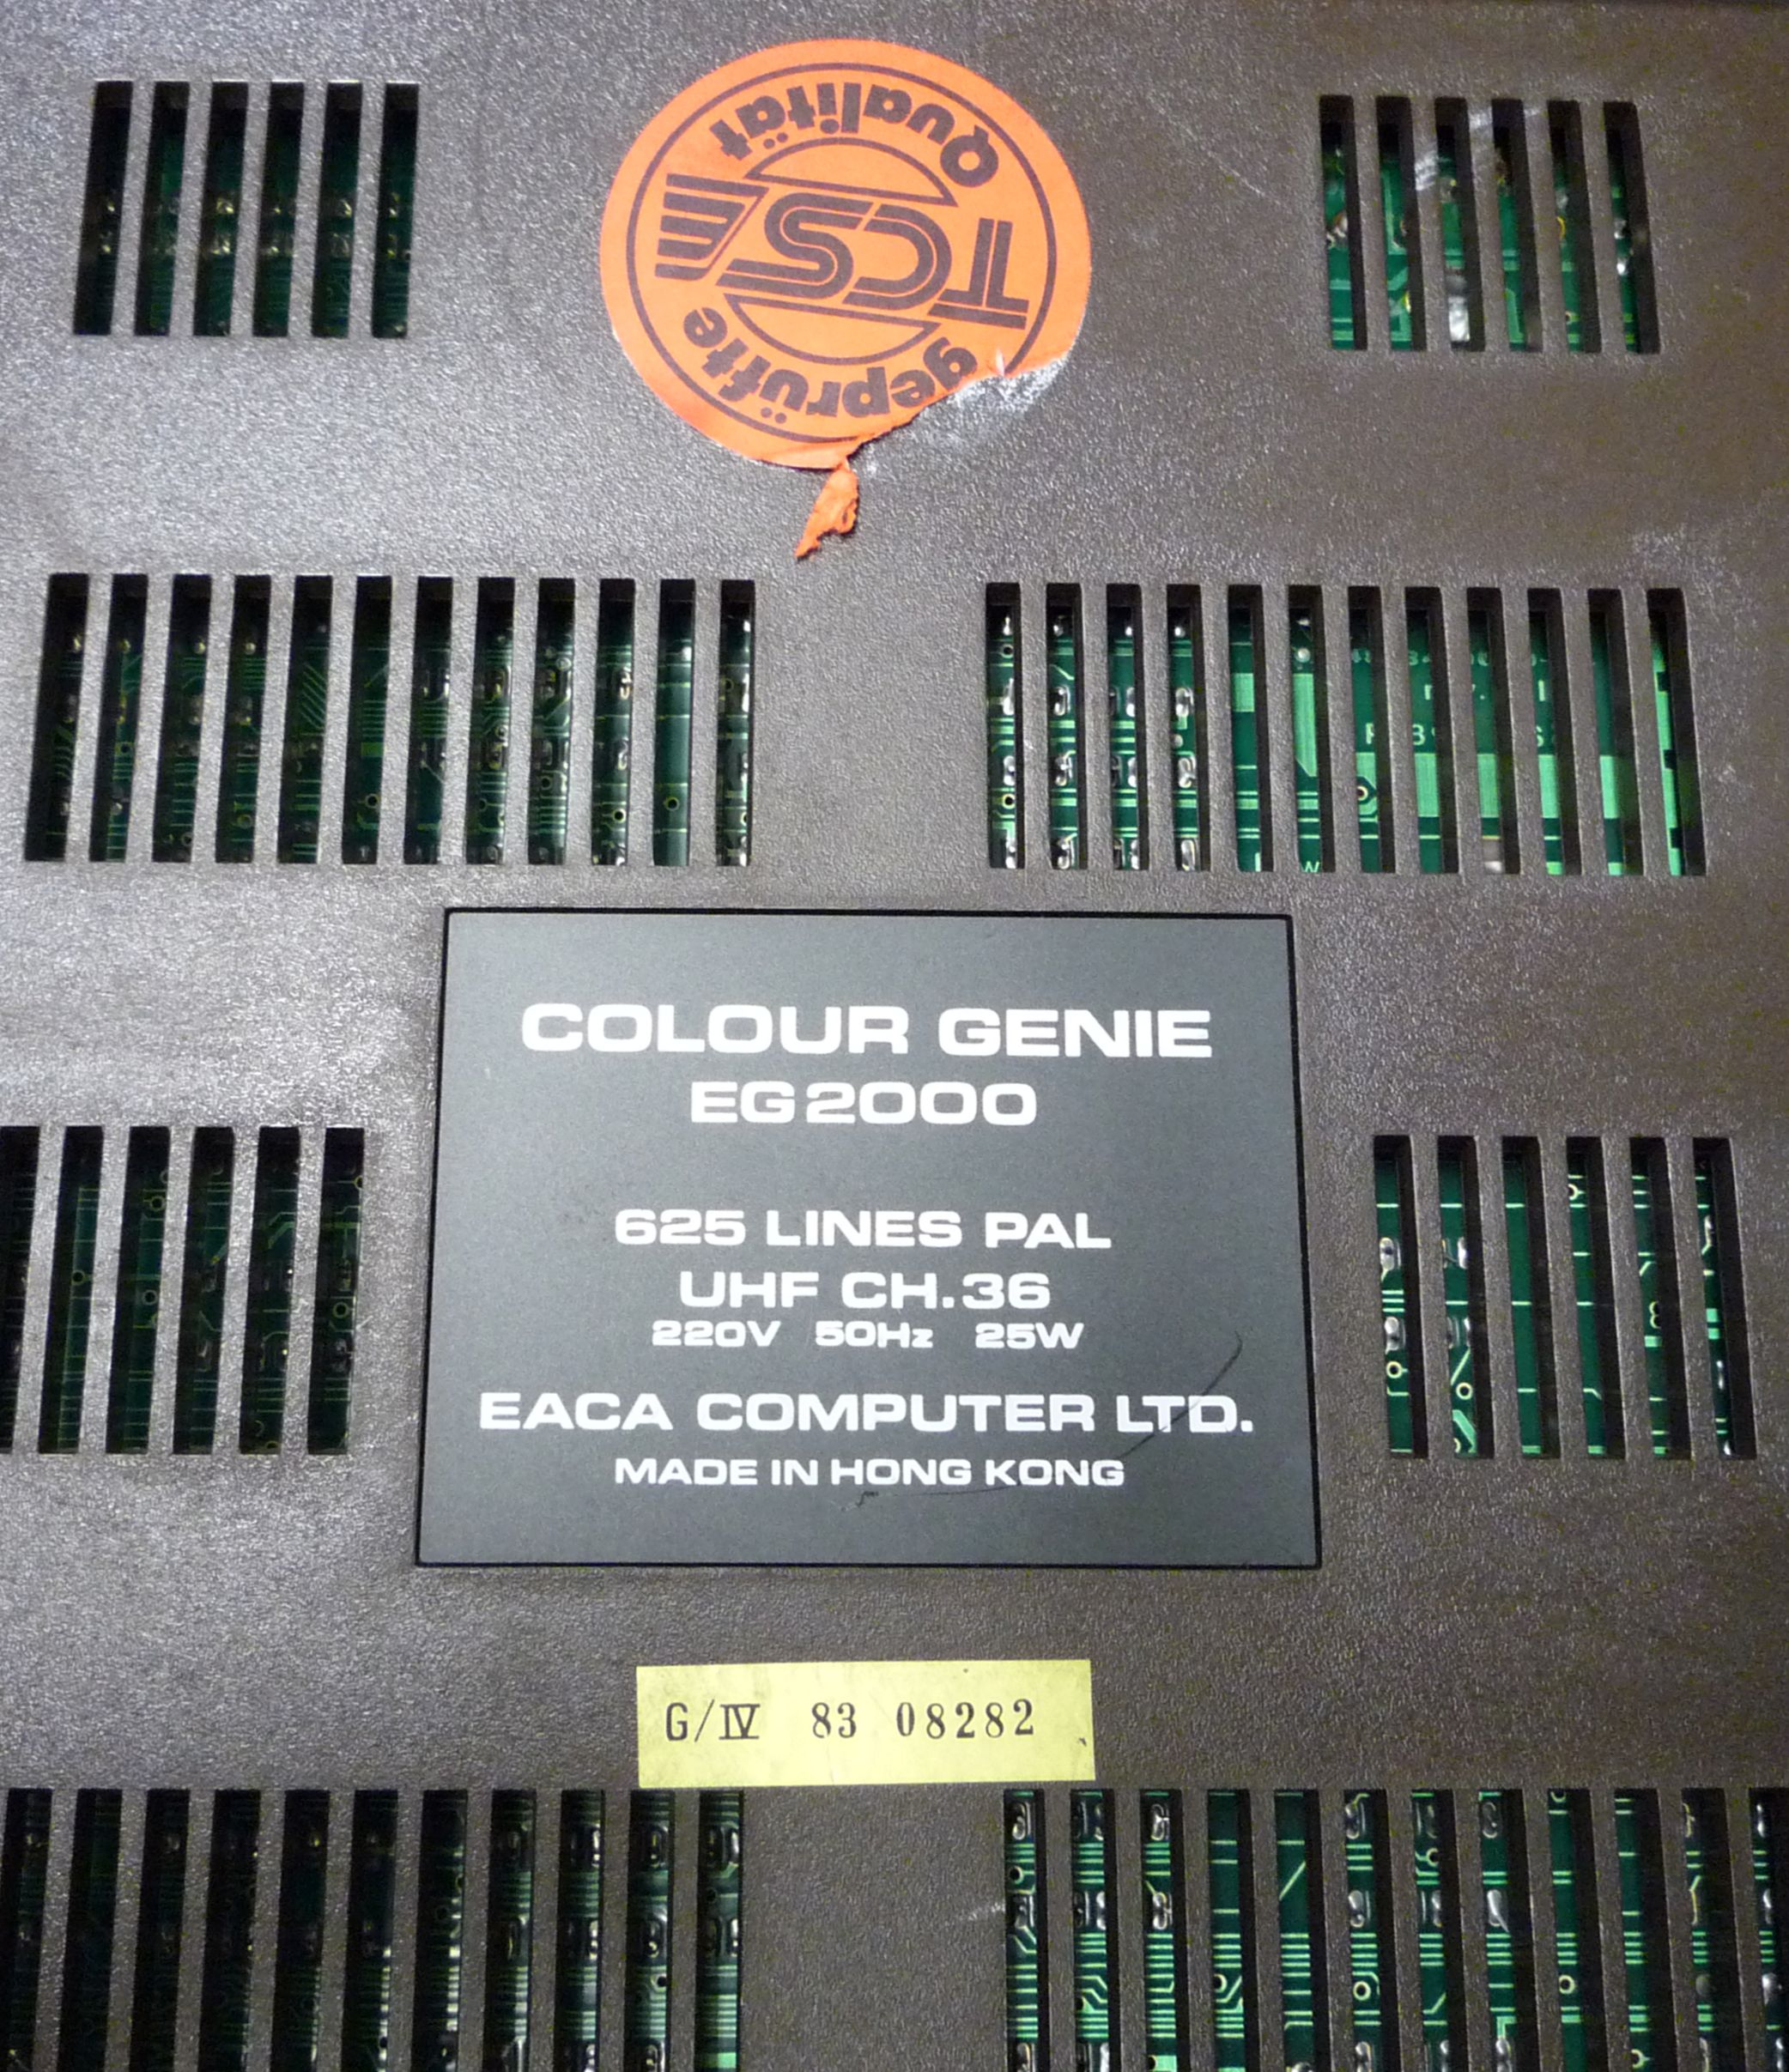 Qualität
TCS
geprüfte
COLOUR GENIE
EG2000
625 LINES PAL
UHF CH.36
220V 50Hz 25W
EACA COMPUTER LTD.
MADE IN HONG KONG
G/IV 83 08282